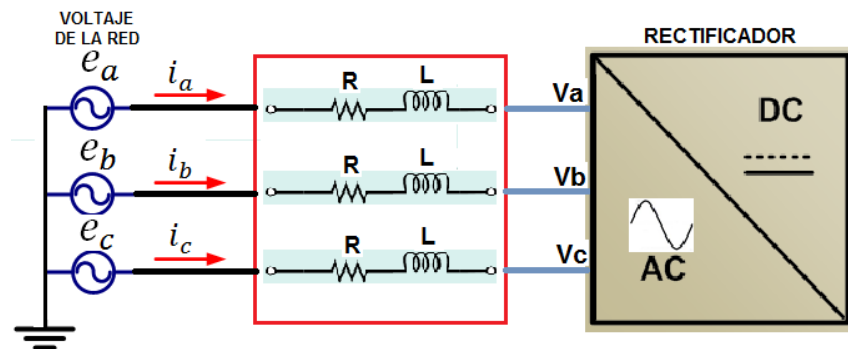 VOLTAJE
DE LA RED
RECTIFICADOR
e_a
i_a
R
L
Va
DC
e_b
i_b
R
L
Vb
e_c
i_c
R
L
Vc
AC